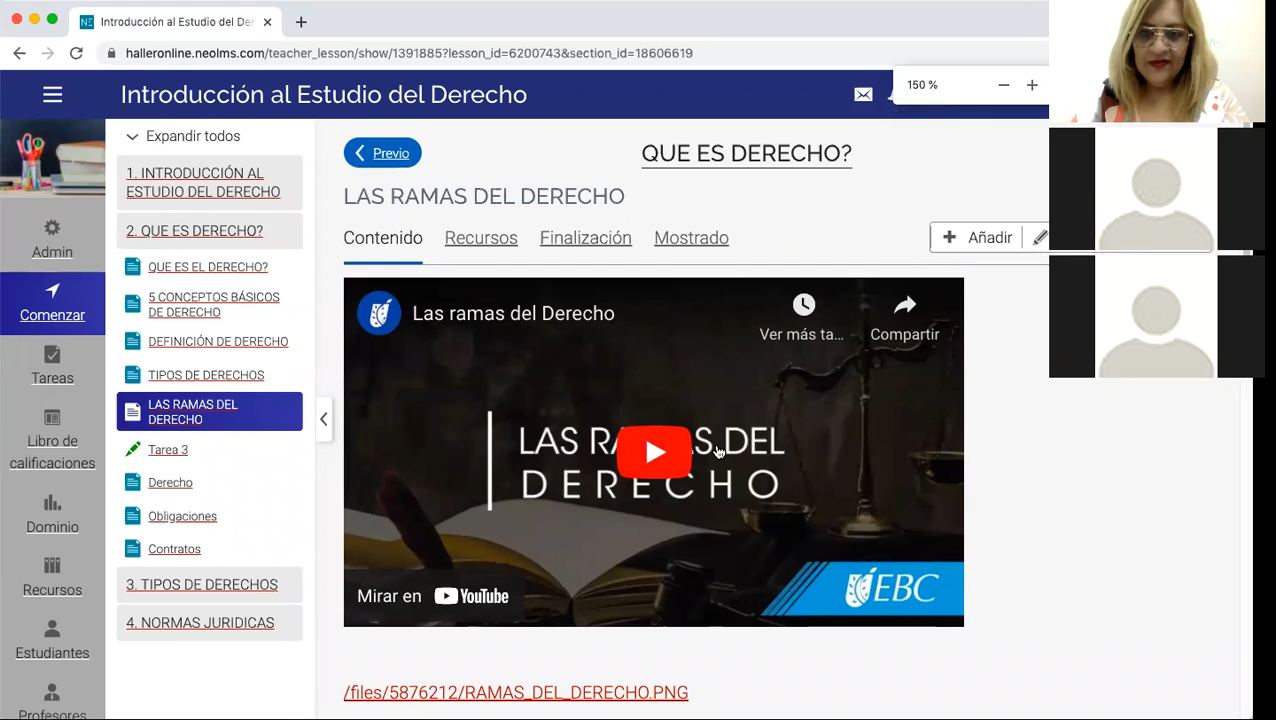 Introducción al Estudio del Der
halleronline.neolms.com/teacher_lesson/show/1391885?lesson_id=6200743&section_id=18606619
150 %
Introducción al Estudio del Derecho
Expandir todos
1. INTRODUCCIÓN AL
ESTUDIO DEL DERECHO
2. QUE ES DERECHO?
QUE ES EL DERECHO?
5 CONCEPTOS BÁSICOS
DE DERECHO
DEFINICIÓN DE DERECHO
TIPOS DE DERECHOS
LAS RAMAS DEL
DERECHO
Tarea 3
Derecho
Obligaciones
Contratos
3. TIPOS DE DERECHOS
4. NORMAS JURIDICAS
Admin
Comenzar
Tareas
Libro de
calificaciones
Dominio
Recursos
Estudiantes
Profesores
Previo
QUE ES DERECHO?
LAS RAMAS DEL DERECHO
Contenido Recursos Finalización Mostrado
Añadir
Las ramas del Derecho
Ver más ta... Compartir
LAS RAMAS DEL
DERECHO
Mirar en YouTube
EBC
/files/5876212/RAMAS_DEL_DERECHO.PNG